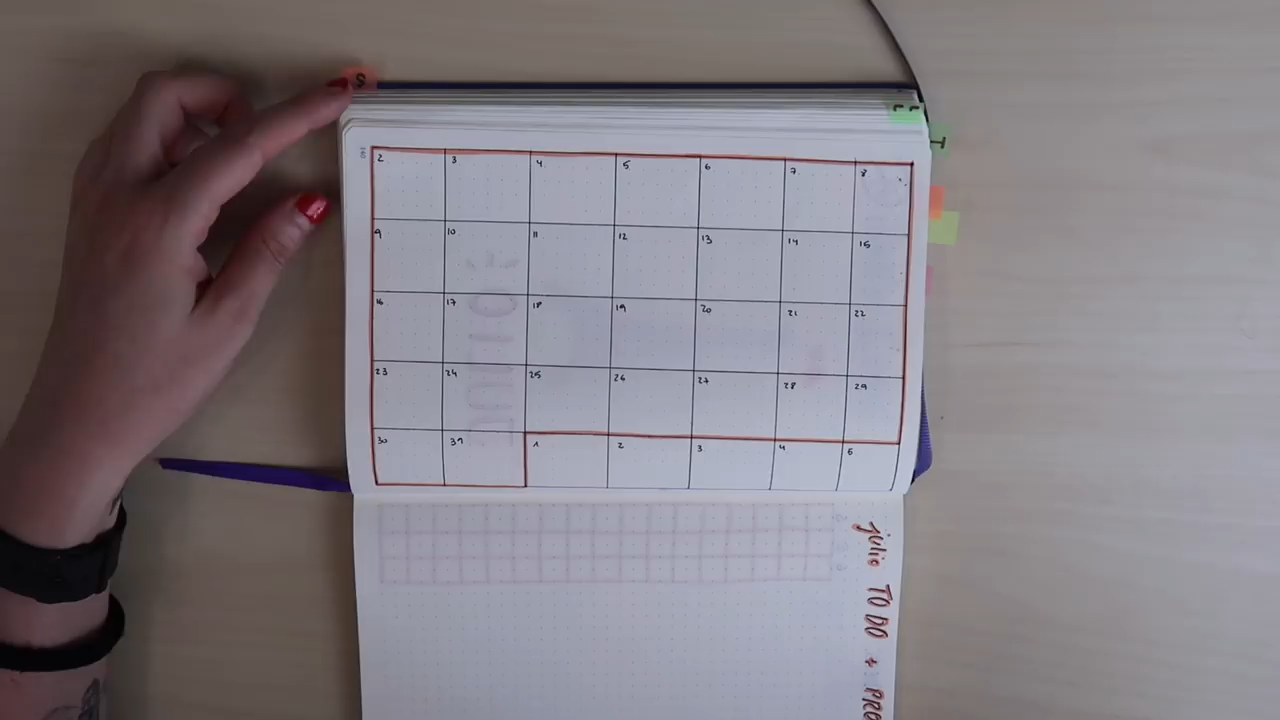 S
2 3 4 5 6 7 8
9 10 11 12 13 14 15
16 17 18 19 20 21 22
23 24 25 26 27 28 29
30 31 1 2 3 4 5
julio TO DO + PRO